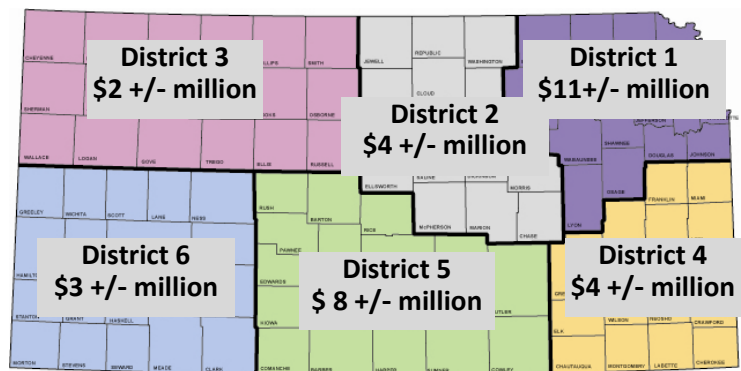 CHEYENNE
SMITH
JEWELL
REPUBLIC
WASHINGTON
District 3
$2 +/- million
District 1
$11+/- million
CLOUD
SHERMAN
OSBORNE
District 2
$4 +/- million
WALLACE
LOGAN
GOVE
TREGO
ELLIS
RUSSELL
WABAUNSEE
SHAWNEE
DOUGLAS
JOHNSON
OSAGE
ELLSWORTH
MORRIS
FRANKLIN
MIAMI
GREELEY
WICHITA
SCOTT
LANE
NESS
RUSH
BARTON
RICE
McPHERSON
MARION
CHASE
LYON
District 6
$3 +/- million
PAWNEE
District 5
$ 8 +/- million
District 4
$4 +/- million
EDWARDS
KIOWA
STANTON
GRANT
HASKELL
ELK
WILSON
NEOSHO
CRAWFORD
MORTON
STEVENS
SEWARD
MEADE
CLARK
COMANCHE
BARBER
HARPER
SUMNER
COWLEY
CHAUTAUQUA
MONTGOMERY
LABETTE
CHEROKEE